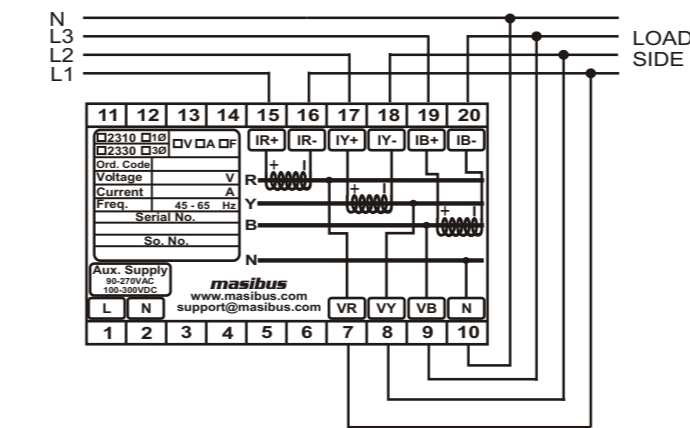 N
L3
L2
L1
LOAD
SIDE
11 12 13 14 15 16 17 18 19 20
☐2310 ☐1Ø ☐V ☐A ☐F
☐2330 ☐3Ø
IR+ IR- IY+ IY- IB+ IB-
Ord. Code
Voltage V
Current A
Freq. 45 - 65 Hz
Serial No.
So. No.
+ − + − + −
R
Y
B
N
Aux. Supply
90-270VAC
100-300VDC
masibus
www.masibus.com
support@masibus.com
L N VR VY VB N
1 2 3 4 5 6 7 8 9 10